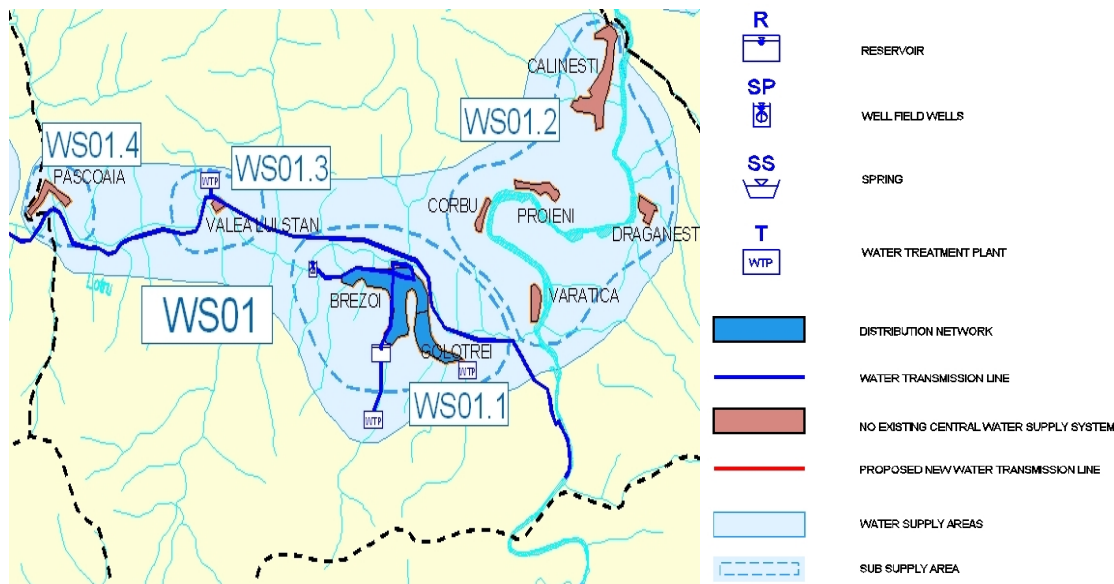 CALINESTI
WS01.2
WS01.4
WS01.3
PASCOAIA
WTP
CORBU
PROIENI
VALEA LUI STAN
DRAGANEST
Lotru
BREZOI
VARATICA
WS01
GOLOTREI
WTP
WS01.1
WTP
R
RESERVOIR
SP
WELL FIELD WELLS
SS
SPRING
T
WTP
WATER TREATMENT PLANT
DISTRIBUTION NETWORK
WATER TRANSMISSION LINE
NO EXISTING CENTRAL WATER SUPPLY SYSTEM
PROPOSED NEW WATER TRANSMISSION LINE
WATER SUPPLY AREAS
SUB SUPPLY AREA